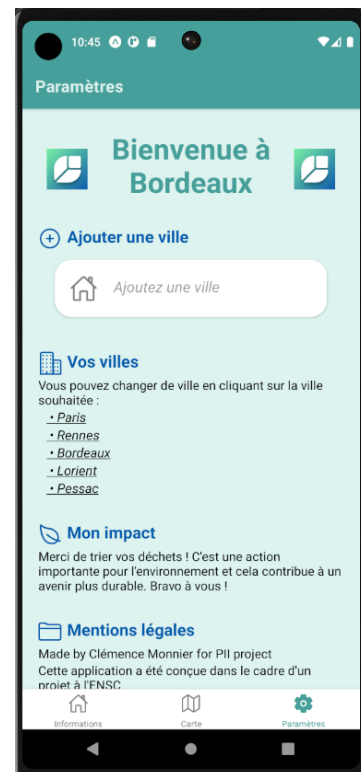 10:45
Paramètres
Bienvenue à
Bordeaux
Ajouter une ville
Ajoutez une ville
Vos villes
Vous pouvez changer de ville en cliquant sur la ville
souhaitée :
• Paris
• Rennes
• Bordeaux
• Lorient
• Pessac
Mon impact
Merci de trier vos déchets ! C'est une action
importante pour l'environnement et cela contribue à un
avenir plus durable. Bravo à vous !
Mentions légales
Made by Clémence Monnier for PII project
Cette application a été conçue dans le cadre d'un
projet à l'ENSC
Informations Carte Paramètres